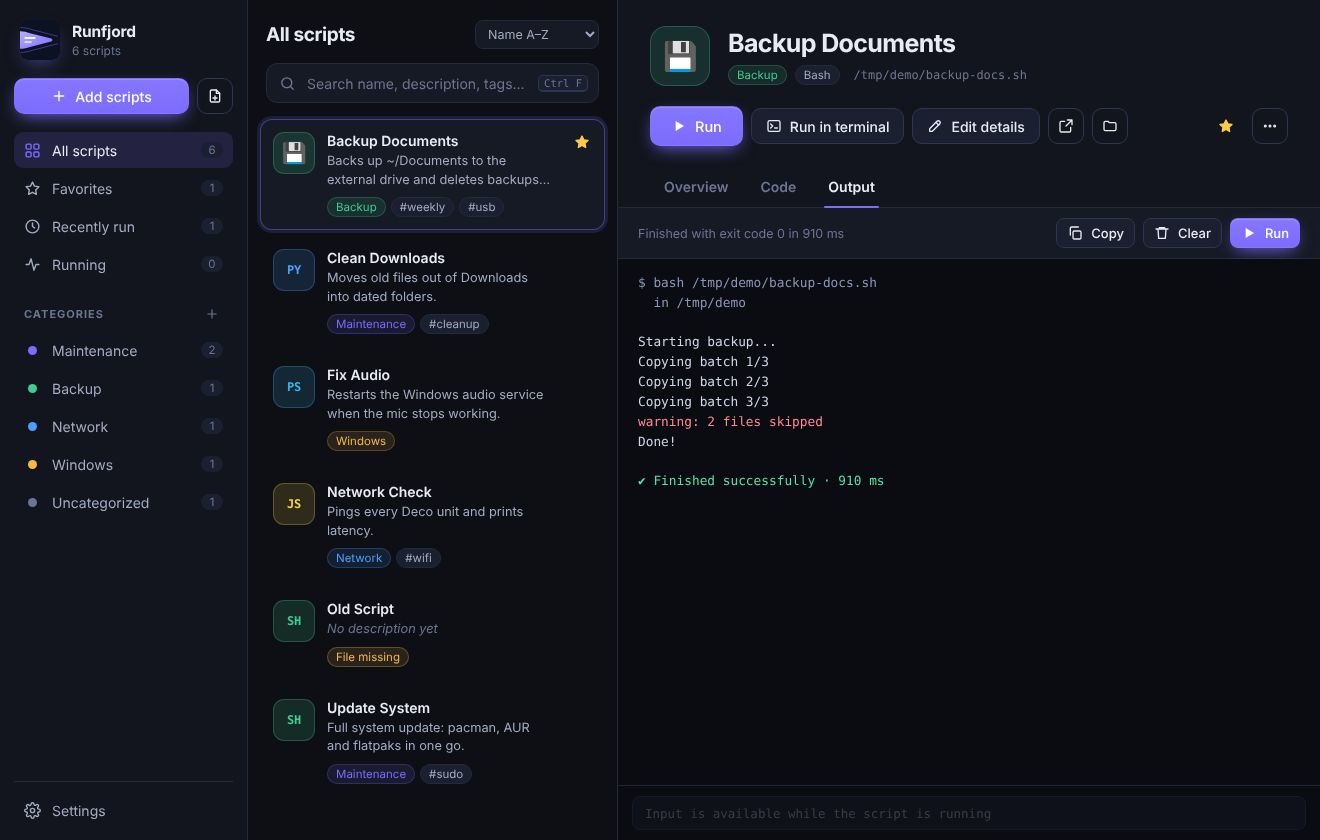 Runfjord
6 scripts
Add scripts
All scripts 6
Favorites 1
Recently run 1
Running 0
CATEGORIES
Maintenance 2
Backup 1
Network 1
Windows 1
Uncategorized 1
Settings
All scripts
Name A–Z
Search name, description, tags... Ctrl F
Backup Documents
Backs up ~/Documents to the
external drive and deletes backups...
Backup #weekly #usb
PY
Clean Downloads
Moves old files out of Downloads
into dated folders.
Maintenance #cleanup
PS
Fix Audio
Restarts the Windows audio service
when the mic stops working.
Windows
JS
Network Check
Pings every Deco unit and prints
latency.
Network #wifi
SH
Old Script
No description yet
File missing
SH
Update System
Full system update: pacman, AUR
and flatpaks in one go.
Maintenance #sudo
Backup Documents
Backup Bash /tmp/demo/backup-docs.sh
Run Run in terminal Edit details
Overview Code Output
Finished with exit code 0 in 910 ms Copy Clear Run
$ bash /tmp/demo/backup-docs.sh
in /tmp/demo
Starting backup...
Copying batch 1/3
Copying batch 2/3
Copying batch 3/3
warning: 2 files skipped
Done!
✔ Finished successfully · 910 ms
Input is available while the script is running